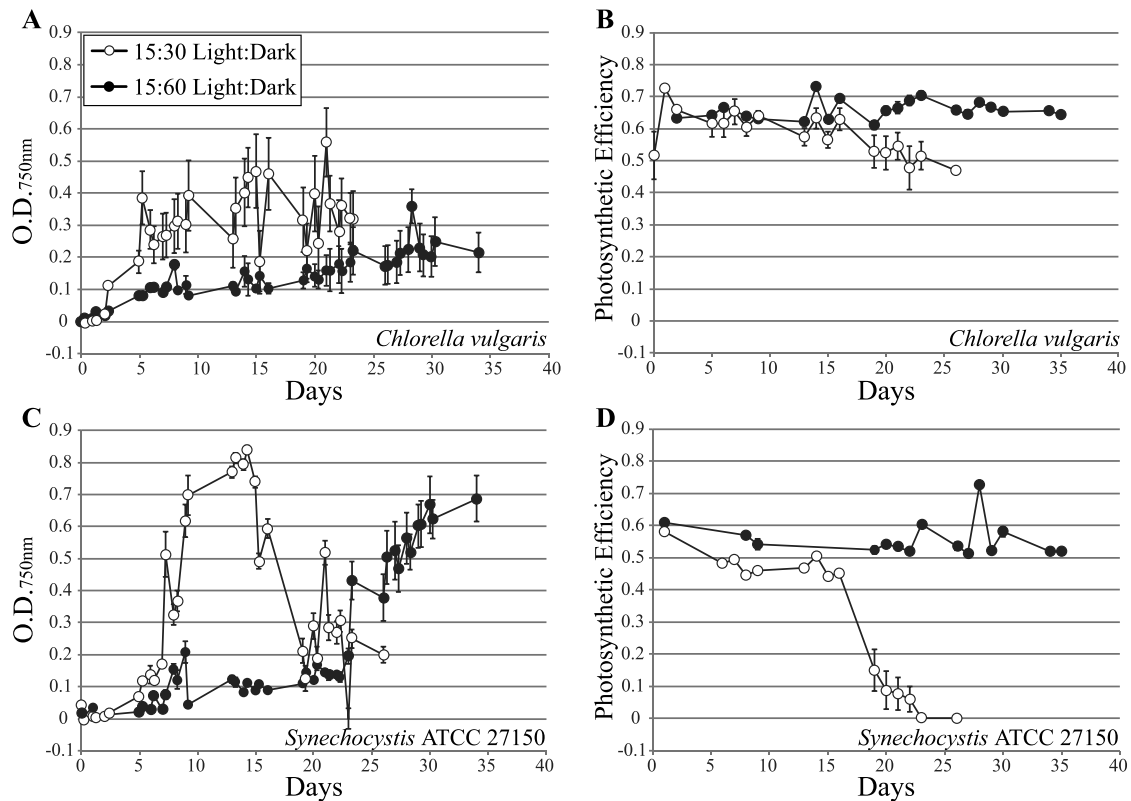 A
0.9
0.8
0.7
0.6
0.5
0.4
0.3
0.2
0.1
0
-0.1
O.D.750nm
15:30 Light:Dark
15:60 Light:Dark
Chlorella vulgaris
0 5 10 15 20 25 30 35 40
Days
B
0.9
0.8
0.7
0.6
0.5
0.4
0.3
0.2
0.1
0
-0.1
Photosynthetic Efficiency
Chlorella vulgaris
0 5 10 15 20 25 30 35 40
Days
C
0.9
0.8
0.7
0.6
0.5
0.4
0.3
0.2
0.1
0
-0.1
O.D.750nm
Synechocystis ATCC 27150
0 5 10 15 20 25 30 35 40
Days
D
0.9
0.8
0.7
0.6
0.5
0.4
0.3
0.2
0.1
0
-0.1
Photosynthetic Efficiency
Synechocystis ATCC 27150
0 5 10 15 20 25 30 35 40
Days